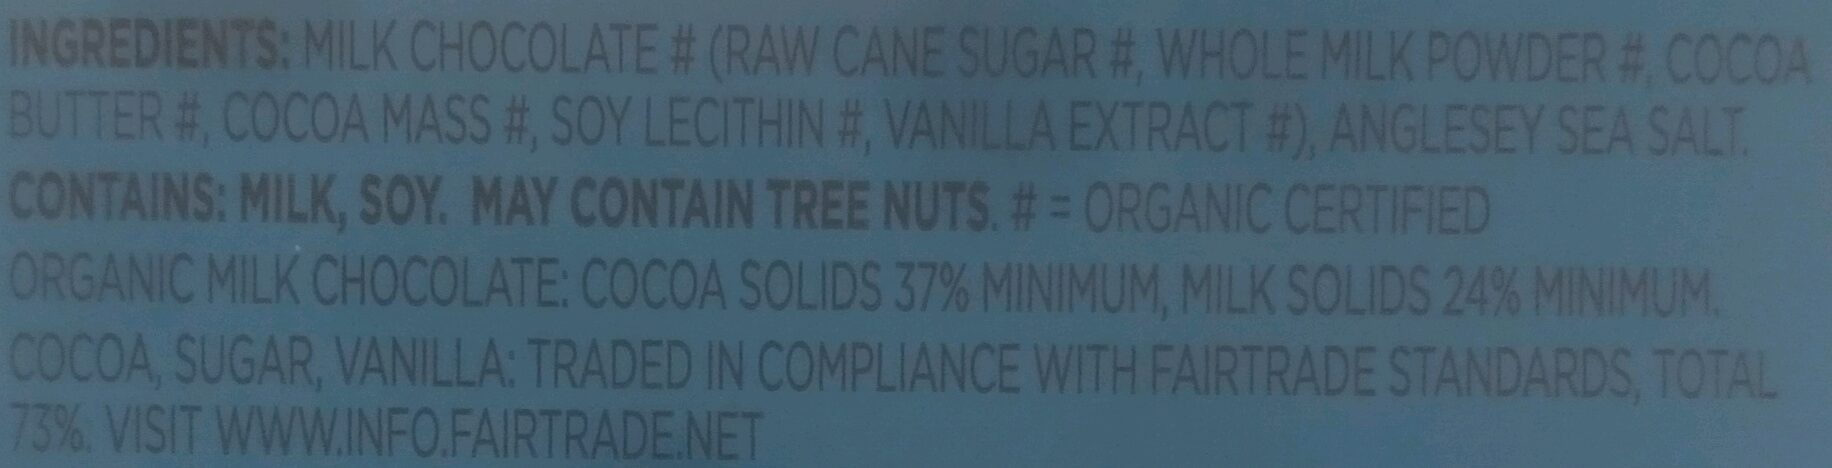 INGREDIENTS: MILK CHOCOLATE # (RAW CANE SUGAR #, WHOLE MILK POWDER #, COCOA
BUTTER #, COCOA MASS #, SOY LECITHIN #, VANILLA EXTRACT #), ANGLESEY SEA SALT.
CONTAINS: MILK, SOY. MAY CONTAIN TREE NUTS. # = ORGANIC CERTIFIED
ORGANIC MILK CHOCOLATE: COCOA SOLIDS 37% MINIMUM, MILK SOLIDS 24% MINIMUM.
COCOA, SUGAR, VANILLA: TRADED IN COMPLIANCE WITH FAIRTRADE STANDARDS, TOTAL
73%. VISIT WWW.INFO.FAIRTRADE.NET